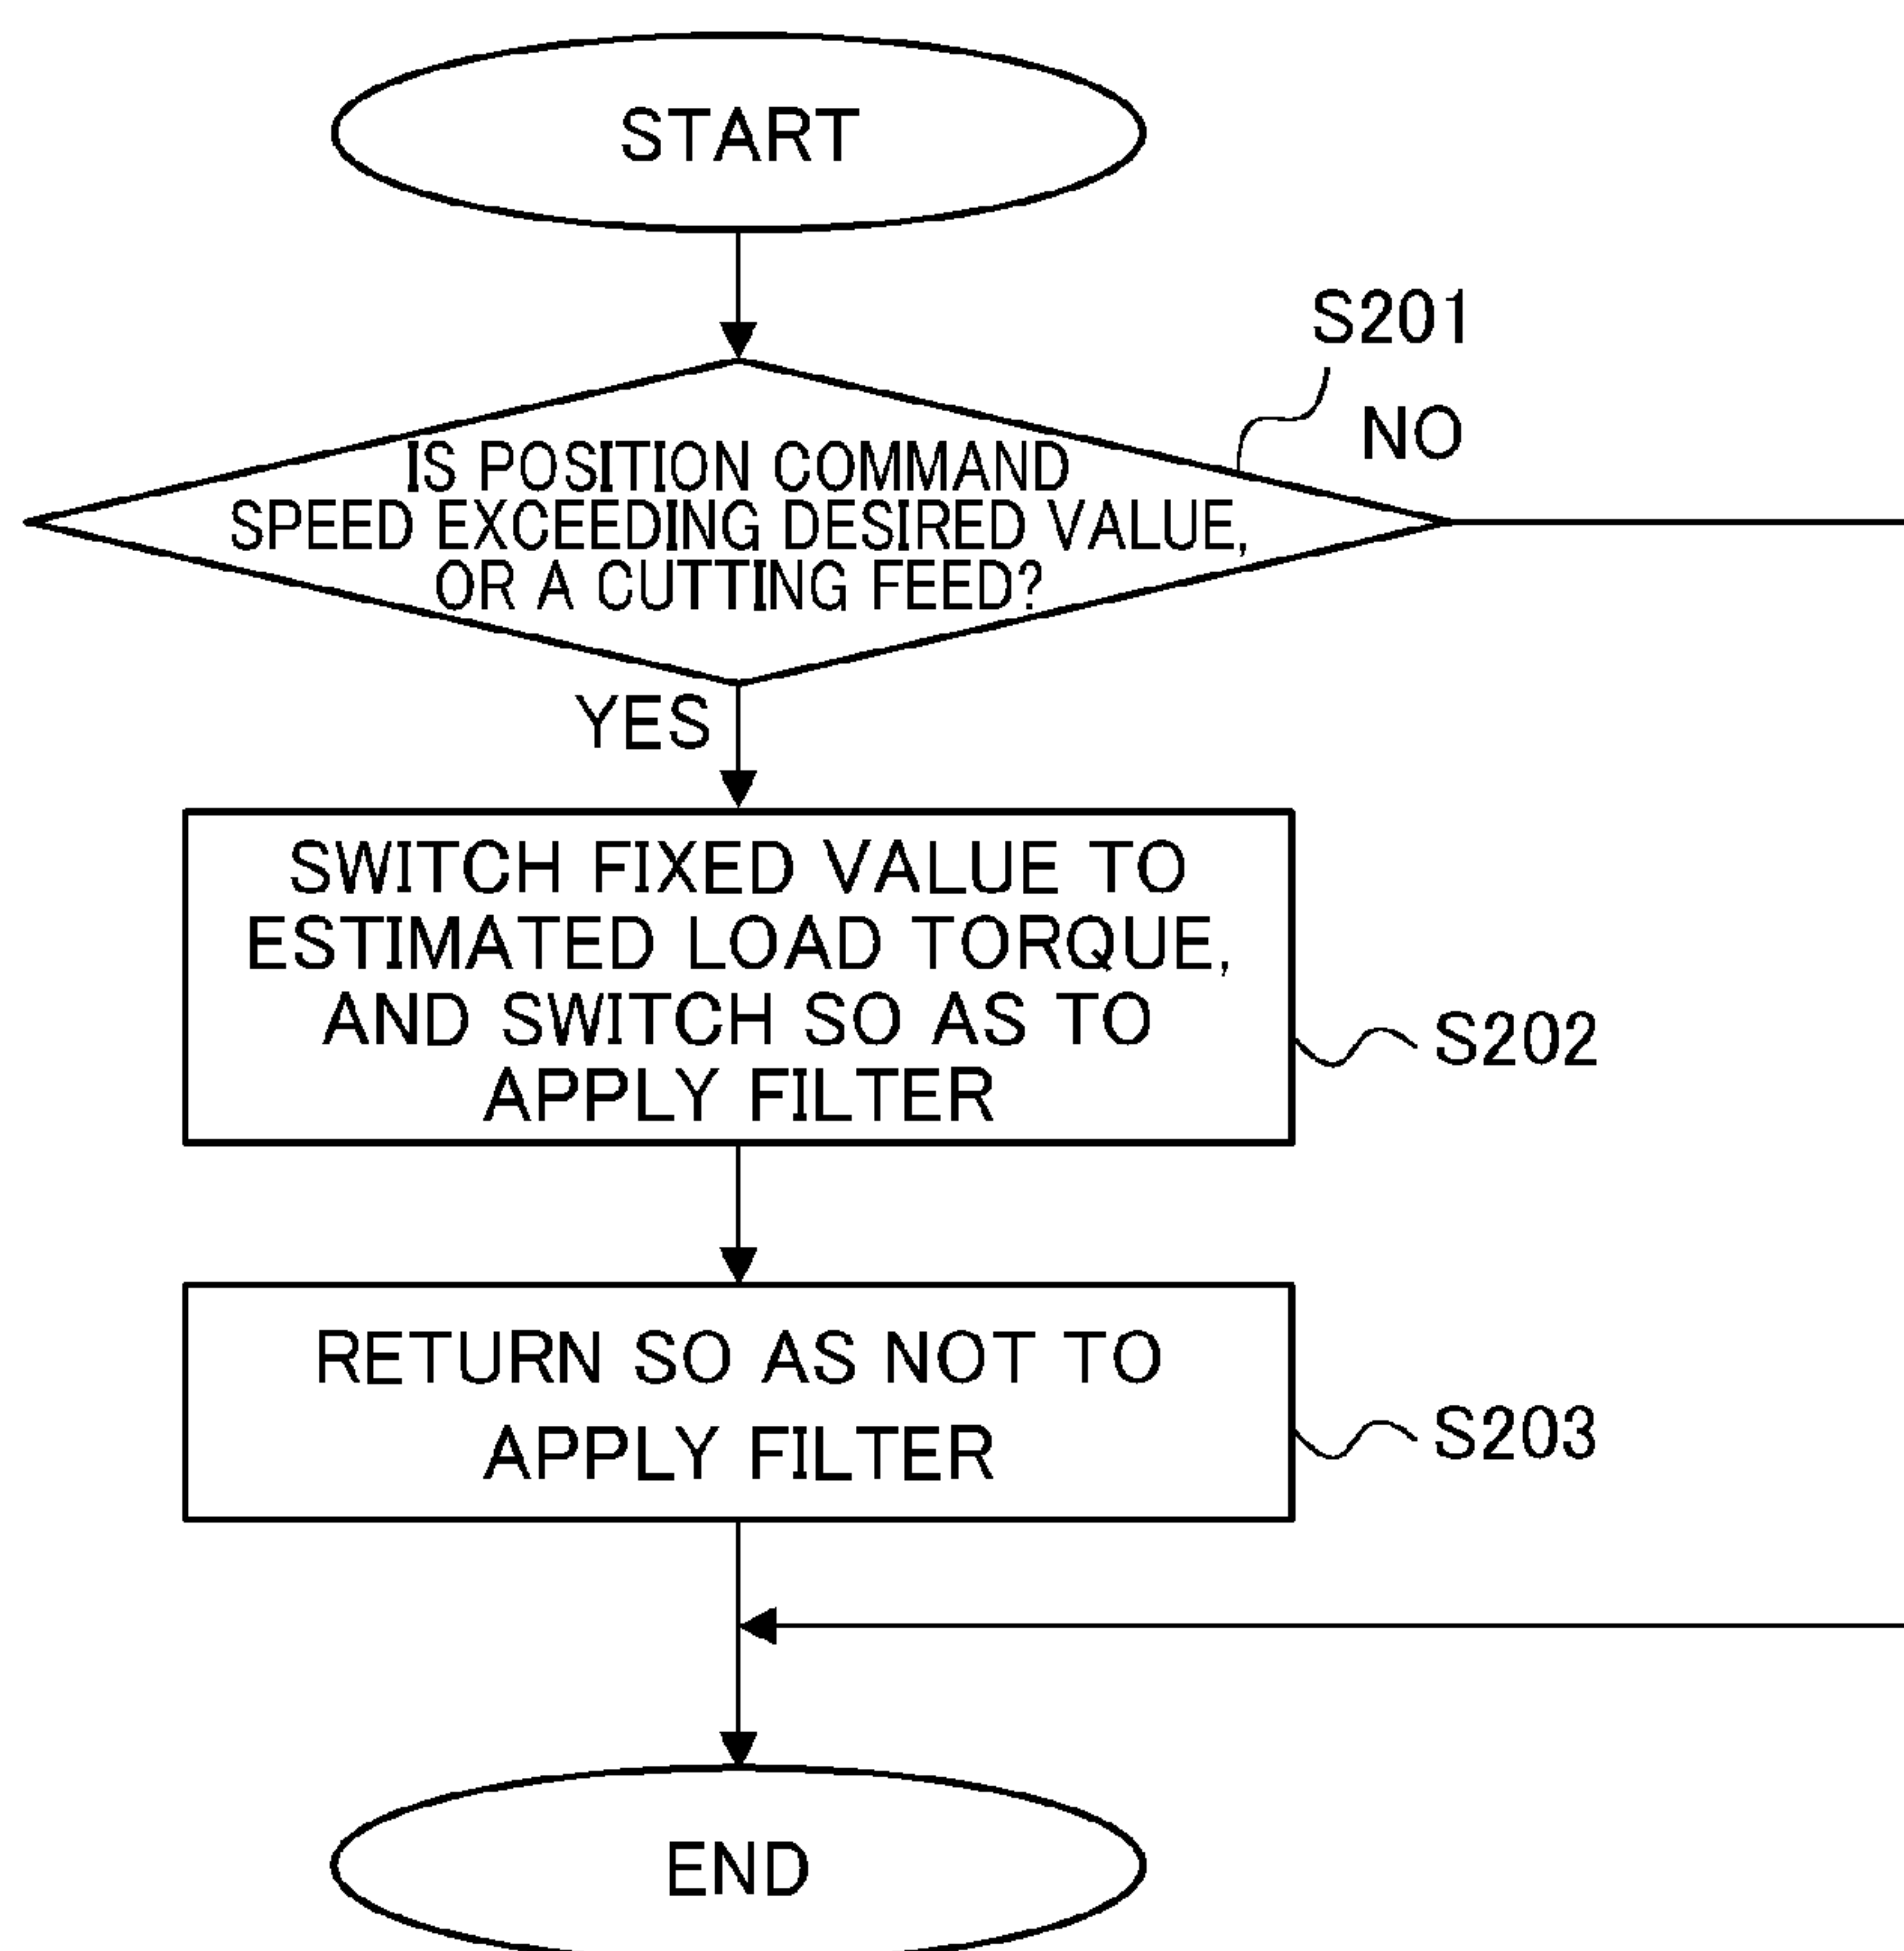 START
S201
NO
IS POSITION COMMAND
SPEED EXCEEDING DESIRED VALUE,
OR A CUTTING FEED?
YES
SWITCH FIXED VALUE TO
ESTIMATED LOAD TORQUE,
AND SWITCH SO AS TO
APPLY FILTER
S202
RETURN SO AS NOT TO
APPLY FILTER
S203
END